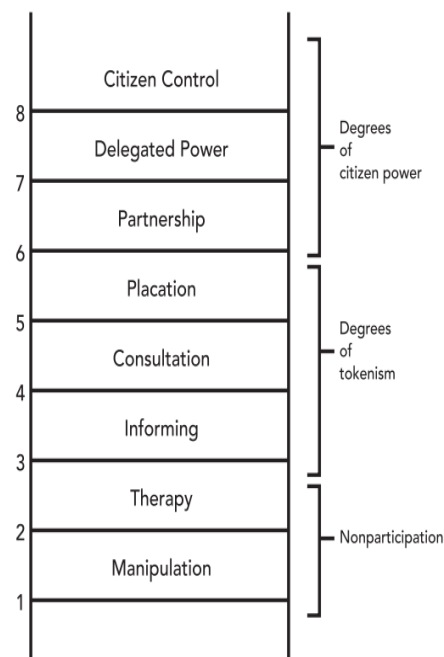 Citizen Control
8
Delegated Power
7
Partnership
6
Placation
5
Consultation
4
Informing
3
Therapy
2
Manipulation
1
Degrees
of
citizen power
Degrees
of
tokenism
Nonparticipation